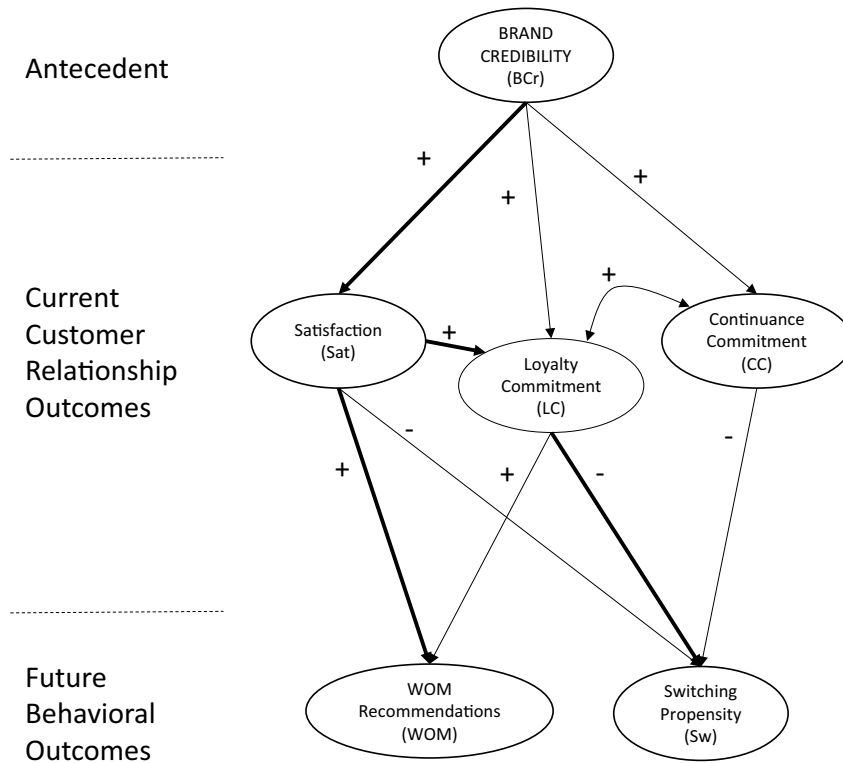 Antecedent
BRAND
CREDIBILITY
(BCr)
+
+
+
Current
Customer
Relationship
Outcomes
Satisfaction
(Sat)
+
+
Loyalty
Commitment
(LC)
Continuance
Commitment
(CC)
+
-
+
-
-
Future
Behavioral
Outcomes
WOM
Recommendations
(WOM)
Switching
Propensity
(Sw)